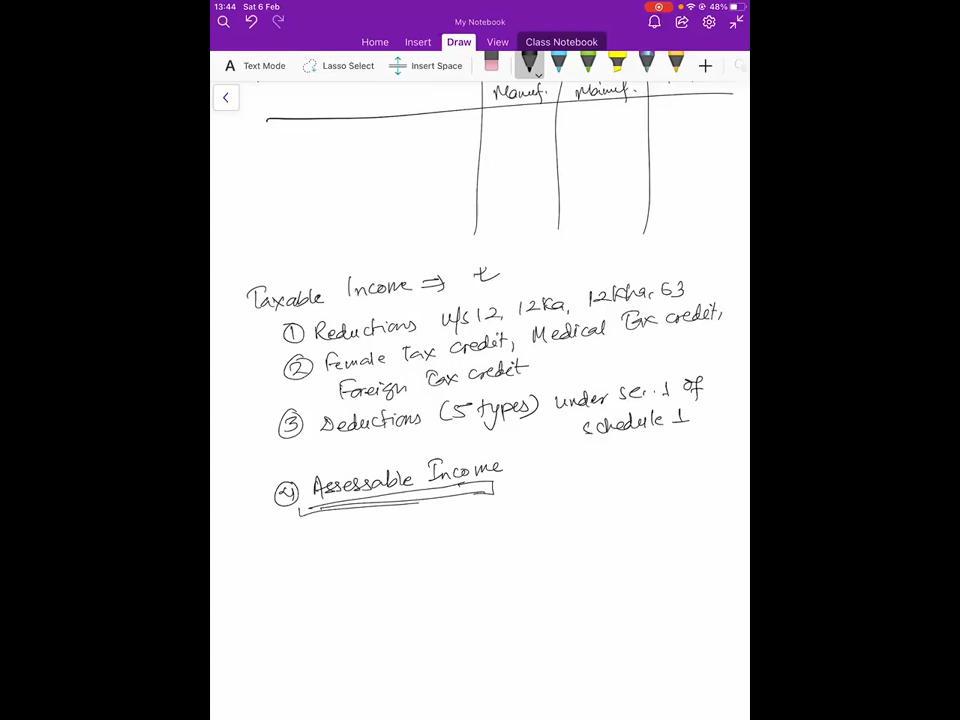 13:44 Sat 6 Feb
48%
My Notebook
Home Insert Draw View Class Notebook
Text Mode Lasso Select Insert Space
Manuf. Mainuf.
Taxable Income ⇒ t
① Reductions u/s 12, 12Ka, 12Kha, 63
② Female Tax credit, Medical Tax credit,
Foreign Tax credit
③ Deductions (5 types) under sec. 1 of
schedule 1
④ Assessable Income